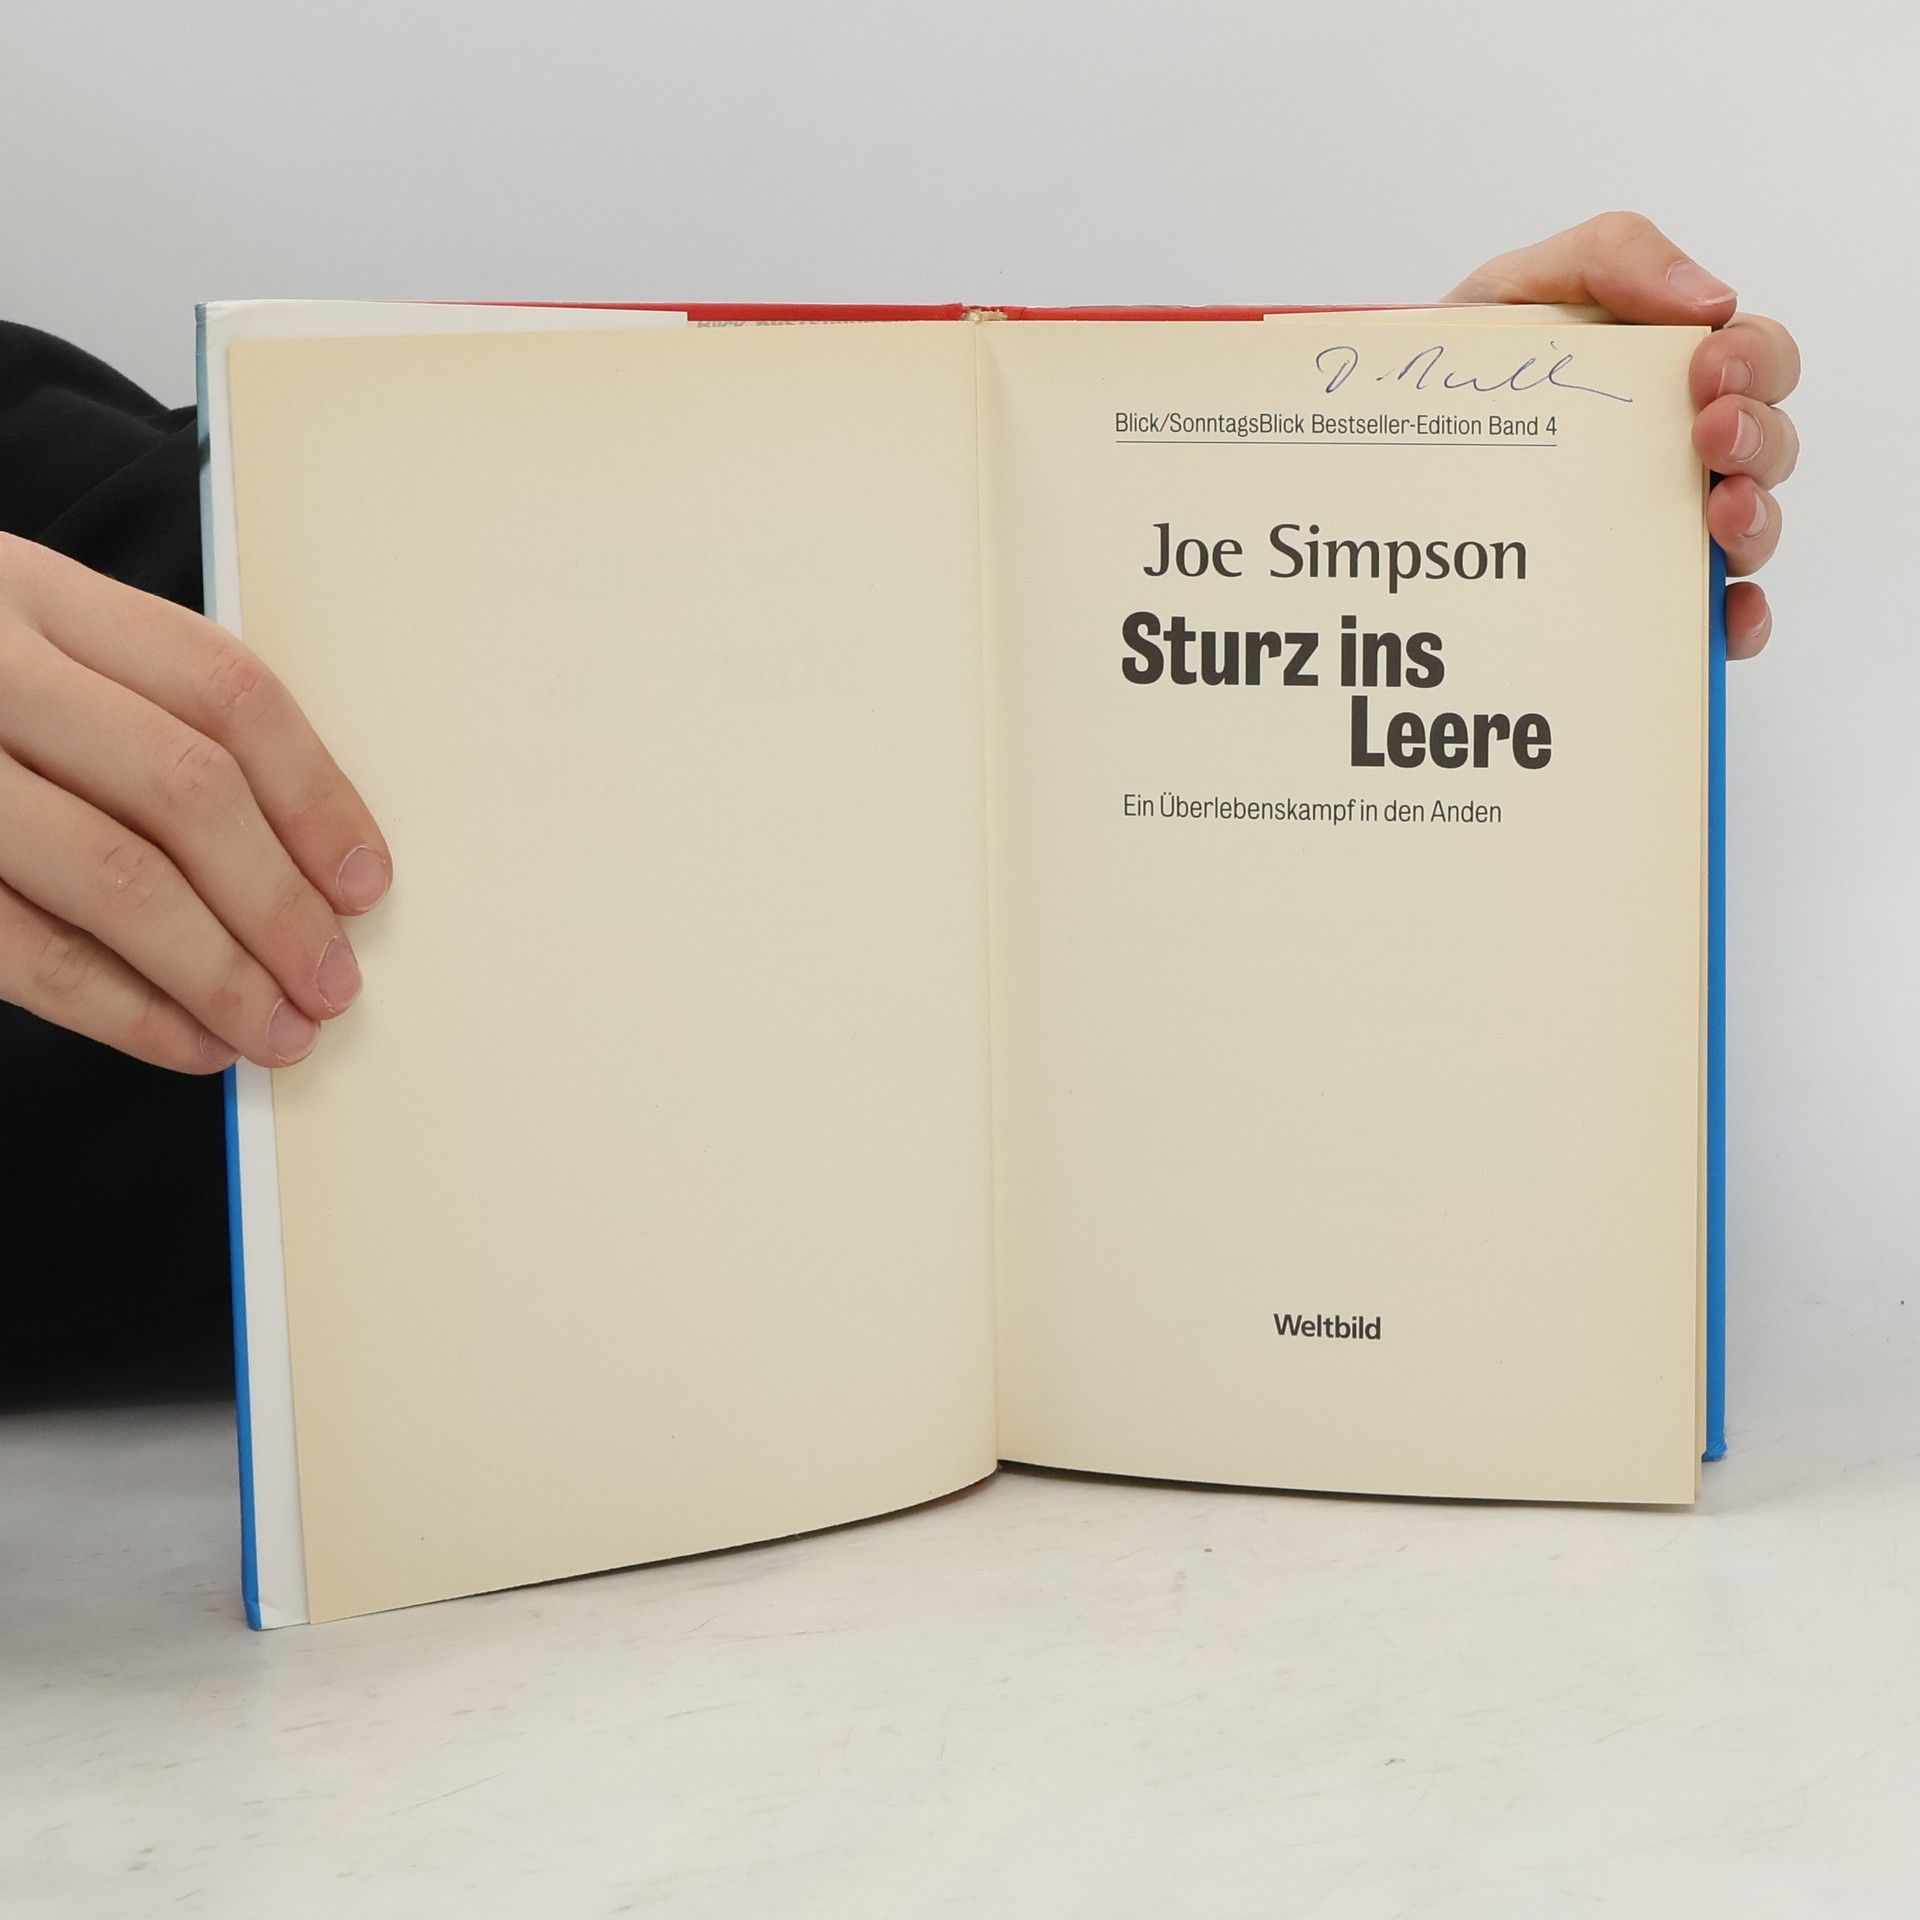 Blick/SonntagsBlick Bestseller-Edition Band 4
Joe Simpson
Sturz ins
Leere
Ein Überlebenskampf in den Anden
Weltbild